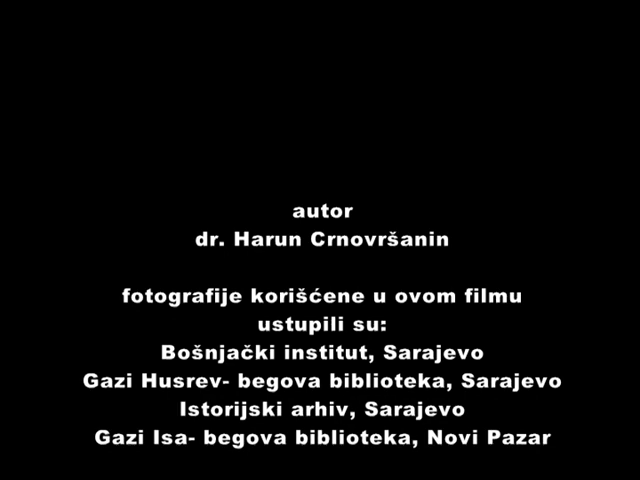 autor
dr. Harun Crnovršanin
fotografije korišćene u ovom filmu
ustupili su:
Bošnjački institut, Sarajevo
Gazi Husrev- begova biblioteka, Sarajevo
Istorijski arhiv, Sarajevo
Gazi Isa- begova biblioteka, Novi Pazar